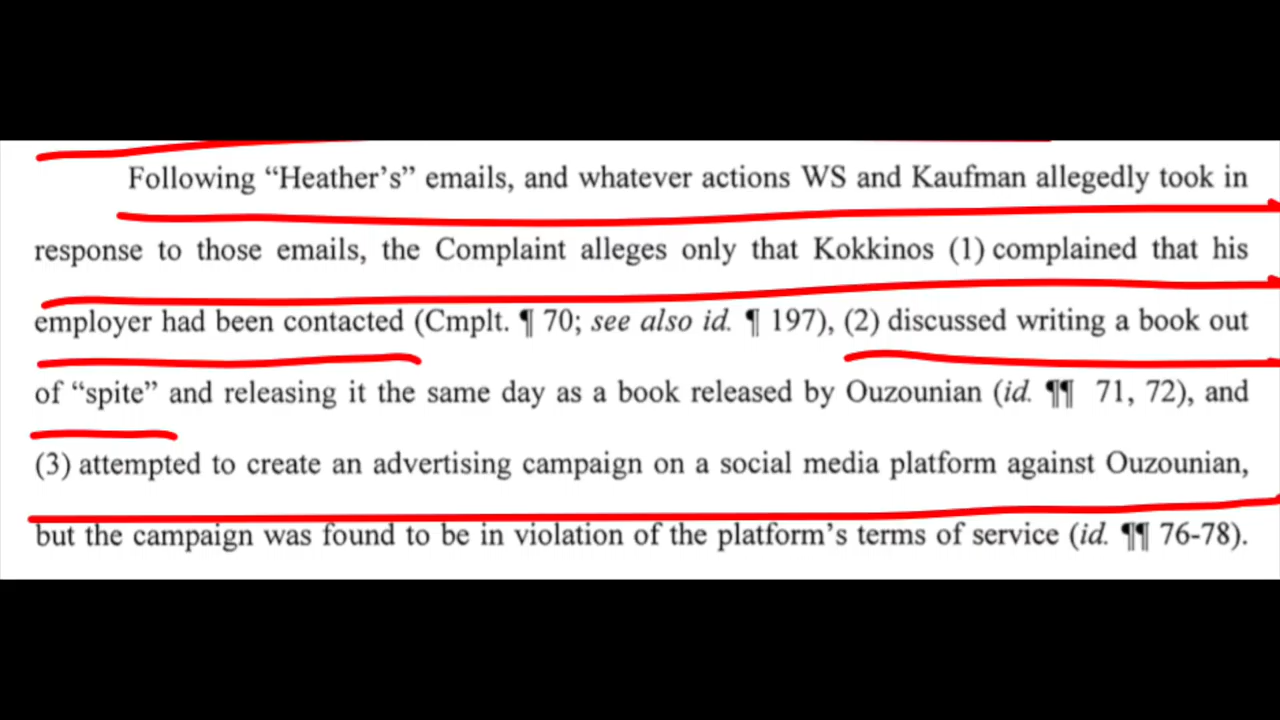 Following “Heather’s” emails, and whatever actions WS and Kaufman allegedly took in
response to those emails, the Complaint alleges only that Kokkinos (1) complained that his
employer had been contacted (Cmplt. ¶ 70; see also id. ¶ 197), (2) discussed writing a book out
of “spite” and releasing it the same day as a book released by Ouzounian (id. ¶¶ 71, 72), and
(3) attempted to create an advertising campaign on a social media platform against Ouzounian,
but the campaign was found to be in violation of the platform’s terms of service (id. ¶¶ 76-78).